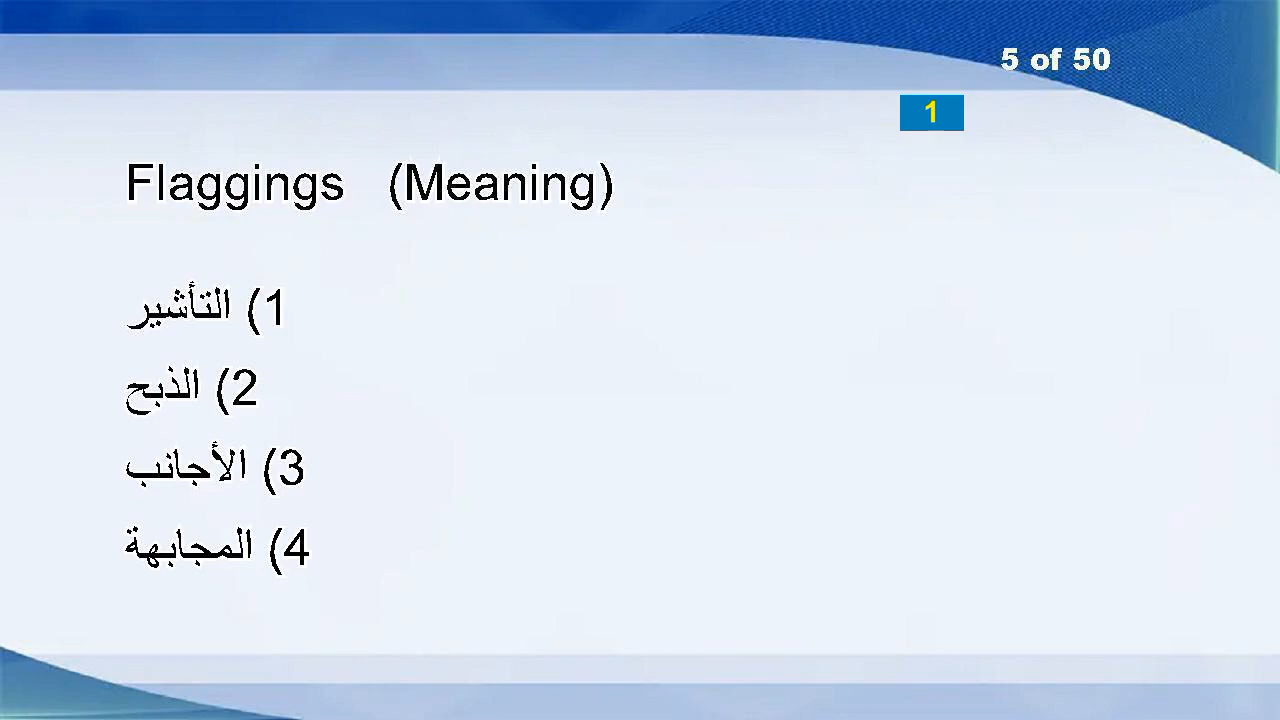 5 of 50
1
Flaggings (Meaning)
1) التأشير
2) الذبح
3) الأجانب
4) المجابهة